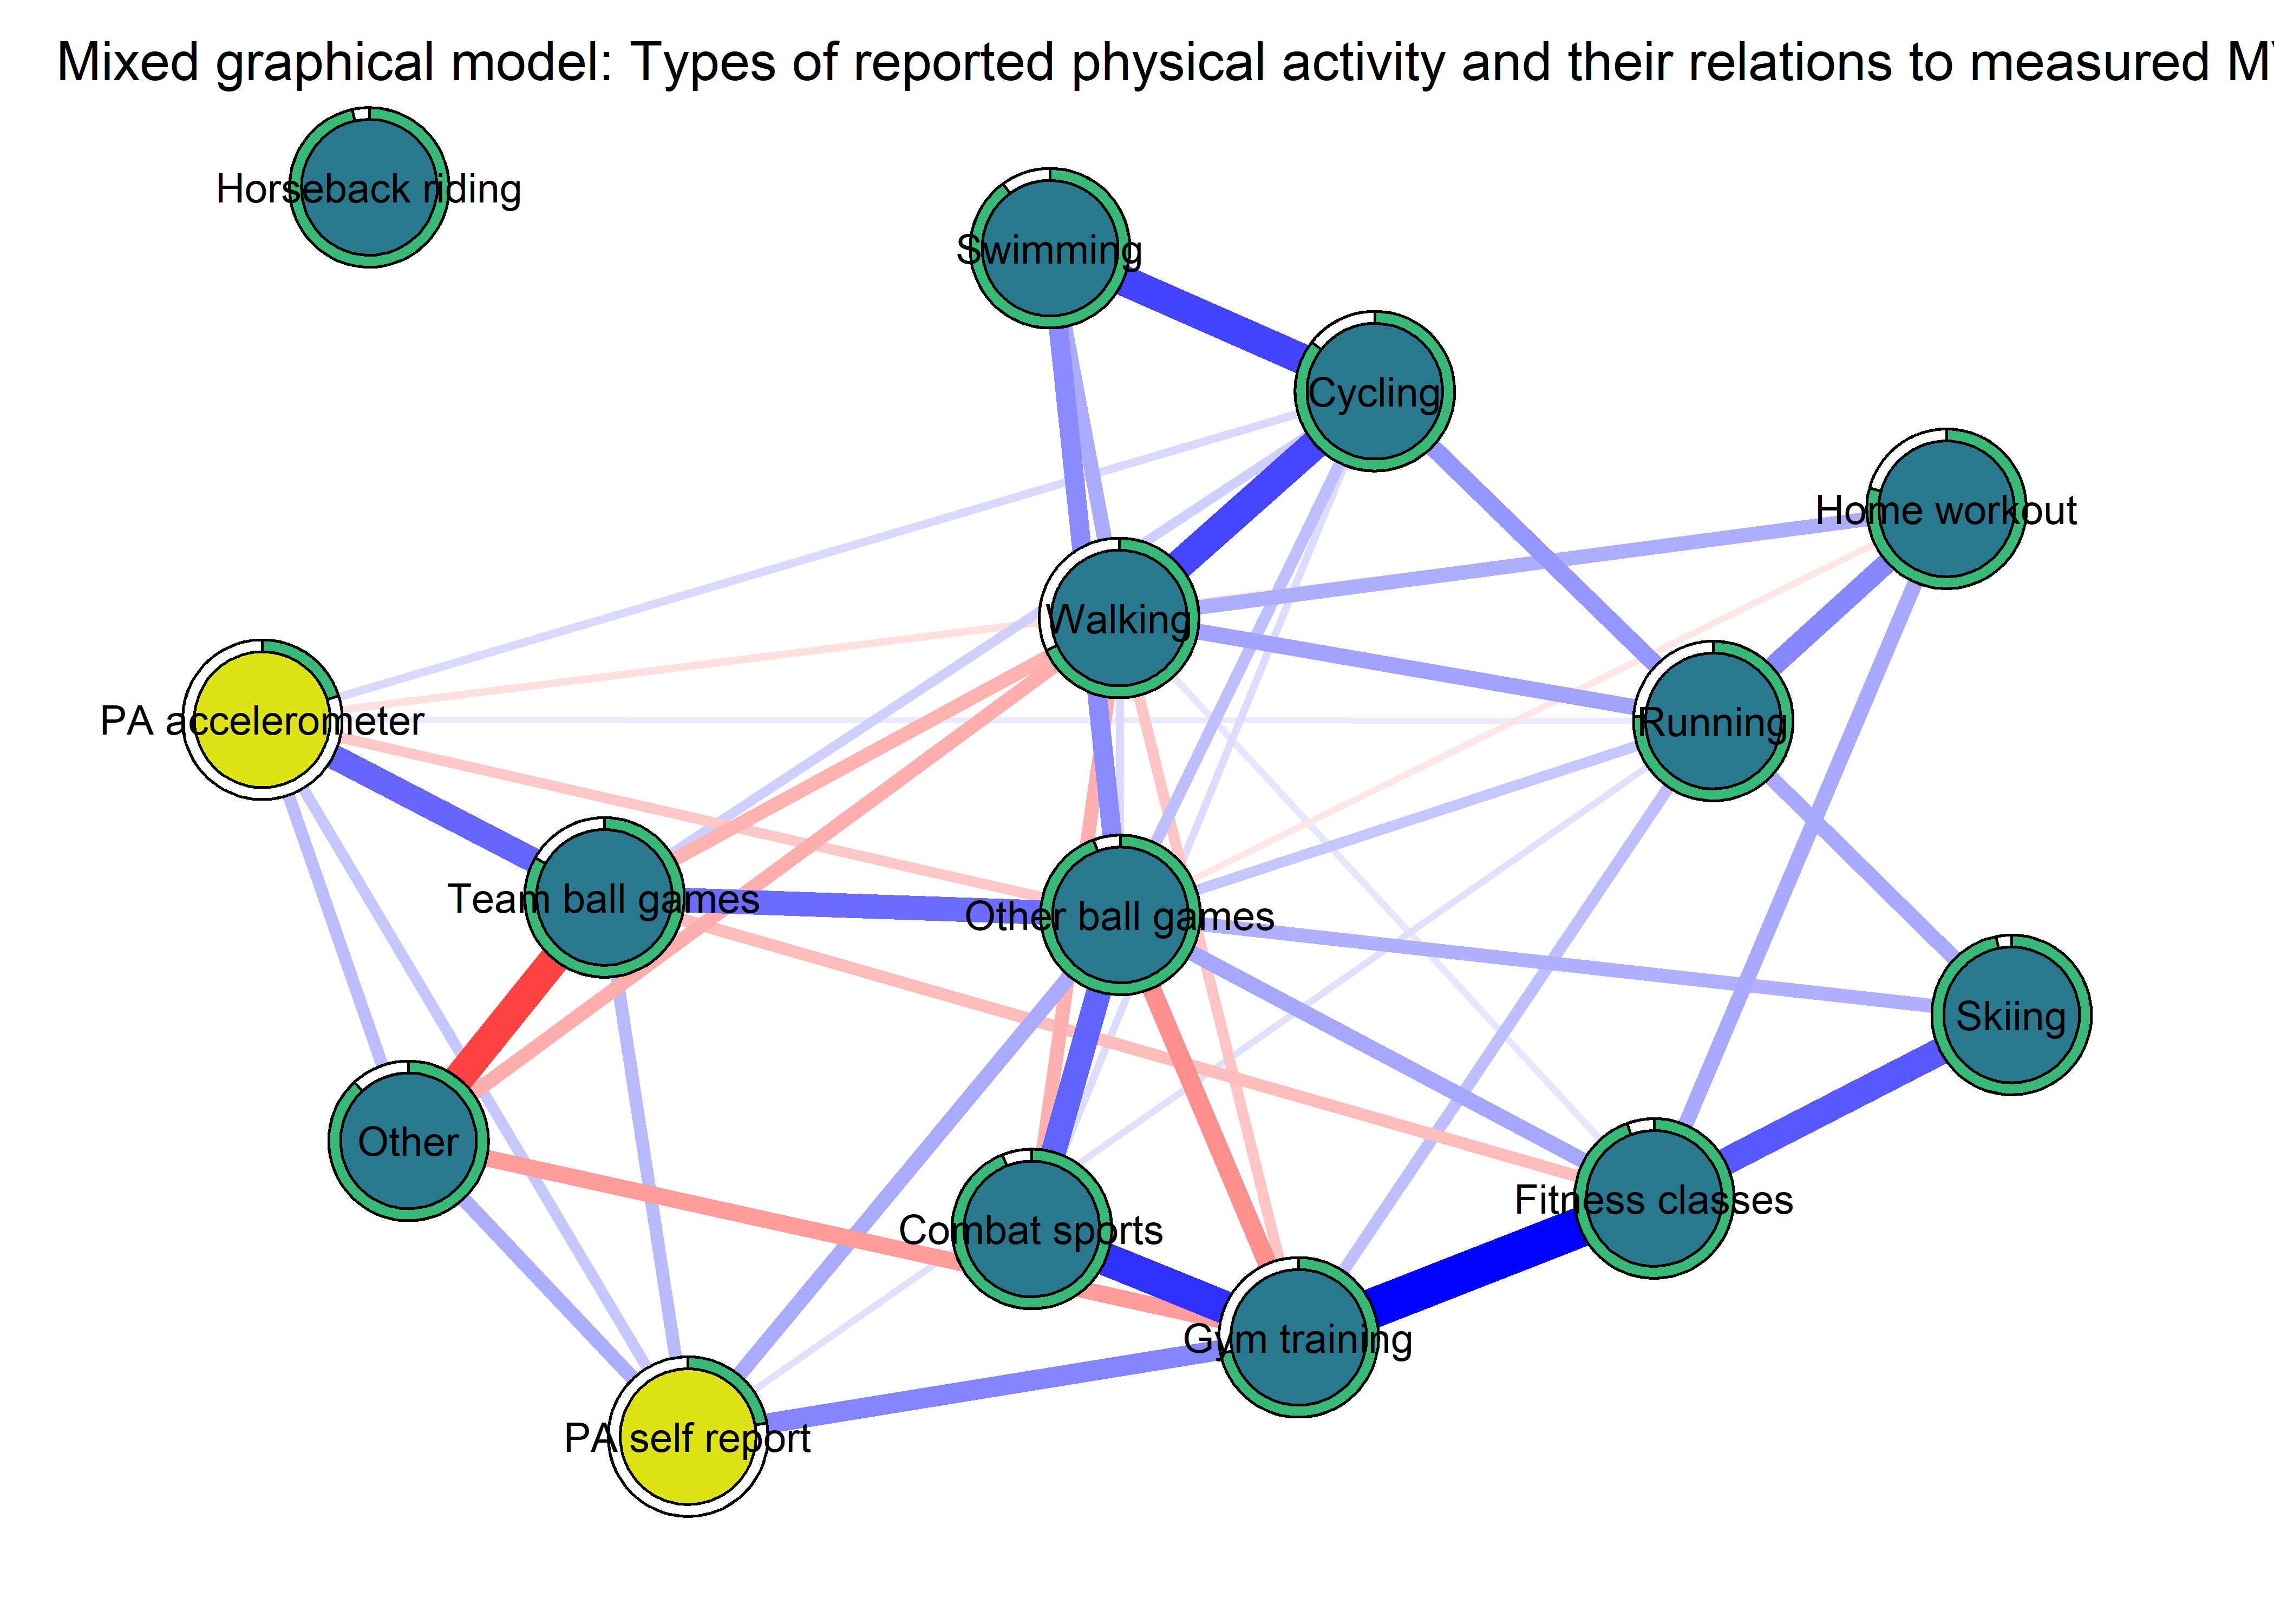 Mixed graphical model: Types of reported physical activity and their relations to measured
Horseback riding
Swimming
Cycling
Home workout
Walking
PA accelerometer
Running
Team ball games
Other ball games
Skiing
Other
Combat sports
Fitness classes
Gym training
PA self report